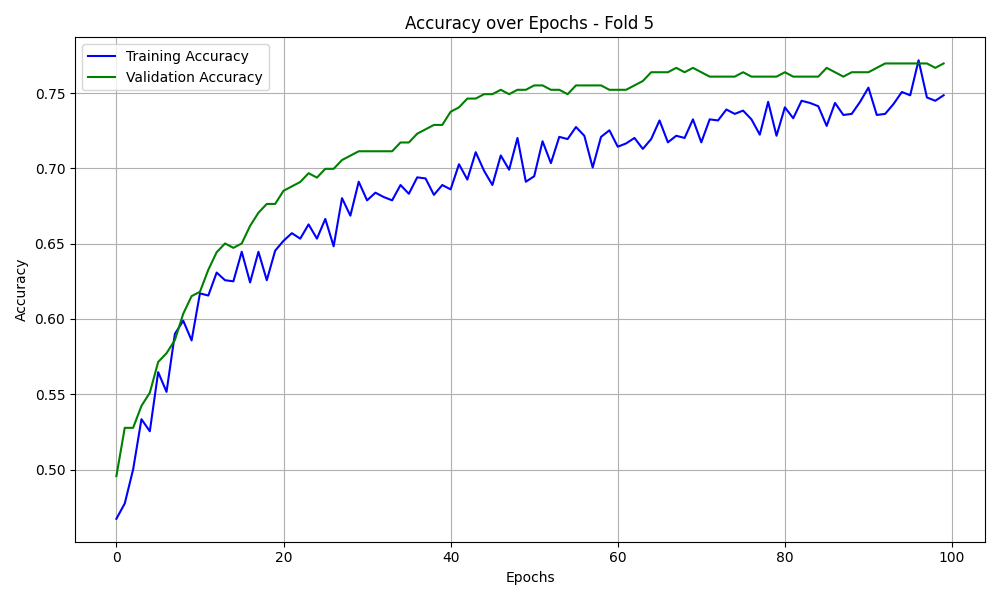 Accuracy over Epochs - Fold 5
Training Accuracy
Validation Accuracy
Accuracy
0.75
0.70
0.65
0.60
0.55
0.50
0 20 40 60 80 100
Epochs